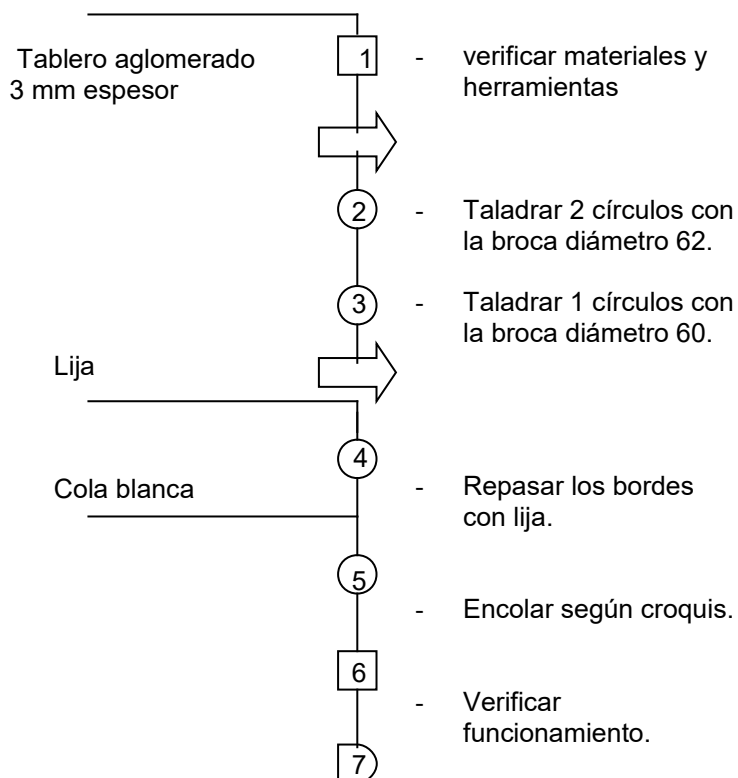 Tablero aglomerado
3 mm espesor
1
- verificar materiales y
herramientas
2
- Taladrar 2 círculos con
la broca diámetro 62.
3
- Taladrar 1 círculos con
la broca diámetro 60.
Lija
4
- Repasar los bordes
con lija.
Cola blanca
5
- Encolar según croquis.
6
- Verificar
funcionamiento.
7